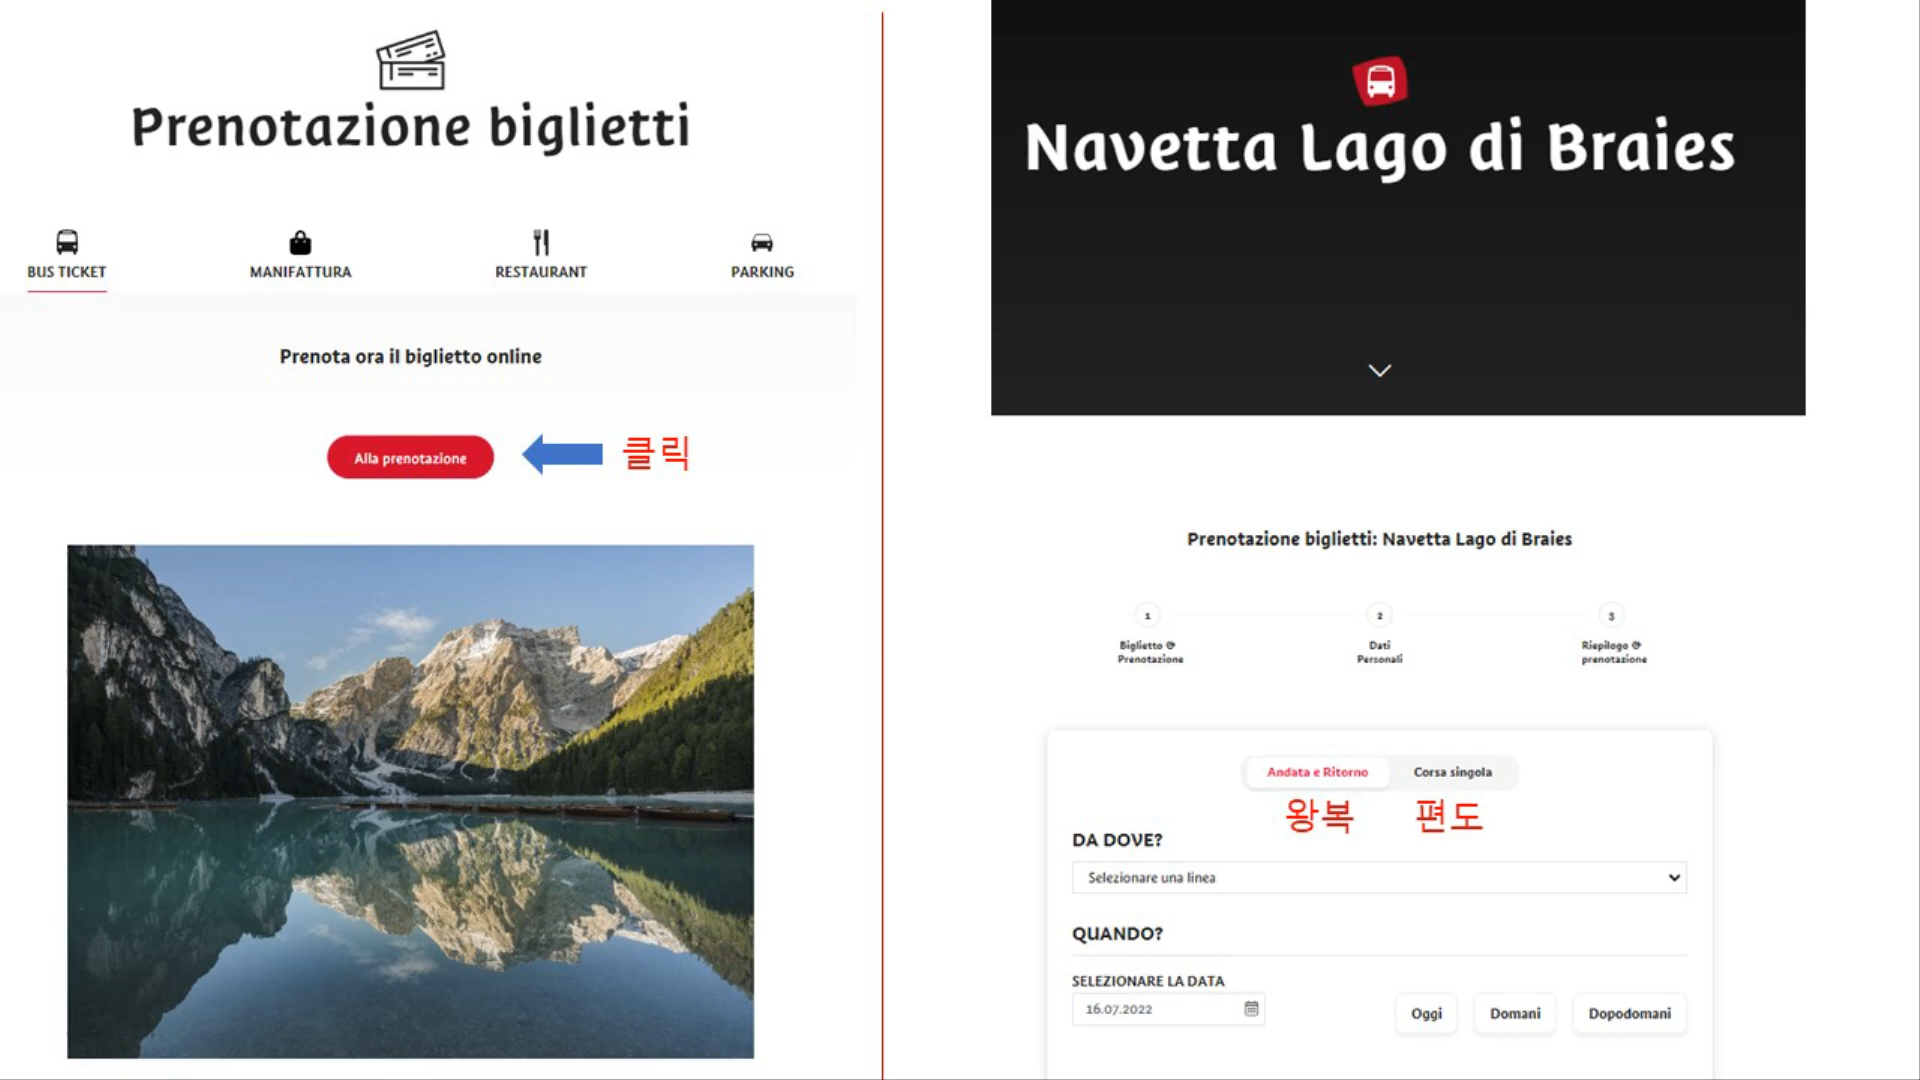 Prenotazione biglietti
BUS TICKET
MANIFATTURA
RESTAURANT
PARKING
Prenota ora il biglietto online
Alla prenotazione
클릭
Navetta Lago di Braies
Prenotazione biglietti: Navetta Lago di Braies
1
Biglietto &
Prenotazione
2
Dati
Personali
3
Riepilogo &
prenotazione
Andata e Ritorno
Corsa singola
왕복
편도
DA DOVE?
Selezionare una linea
QUANDO?
SELEZIONARE LA DATA
16.07.2022
Oggi
Domani
Dopodomani